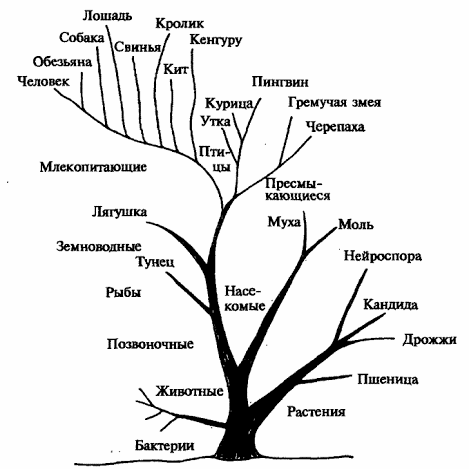 Лошадь
Кролик
Собака
Свинья
Кенгуру
Обезьяна
Кит
Человек
Пингвин
Курица
Гремучая змея
Утка
Черепаха
Пти-
цы
Млекопитающие
Пресмы-
кающиеся
Лягушка
Муха
Моль
Земноводные
Тунец
Нейроспора
Рыбы
Насе-
комые
Кандида
Позвоночные
Дрожжи
Пшеница
Животные
Растения
Бактерии